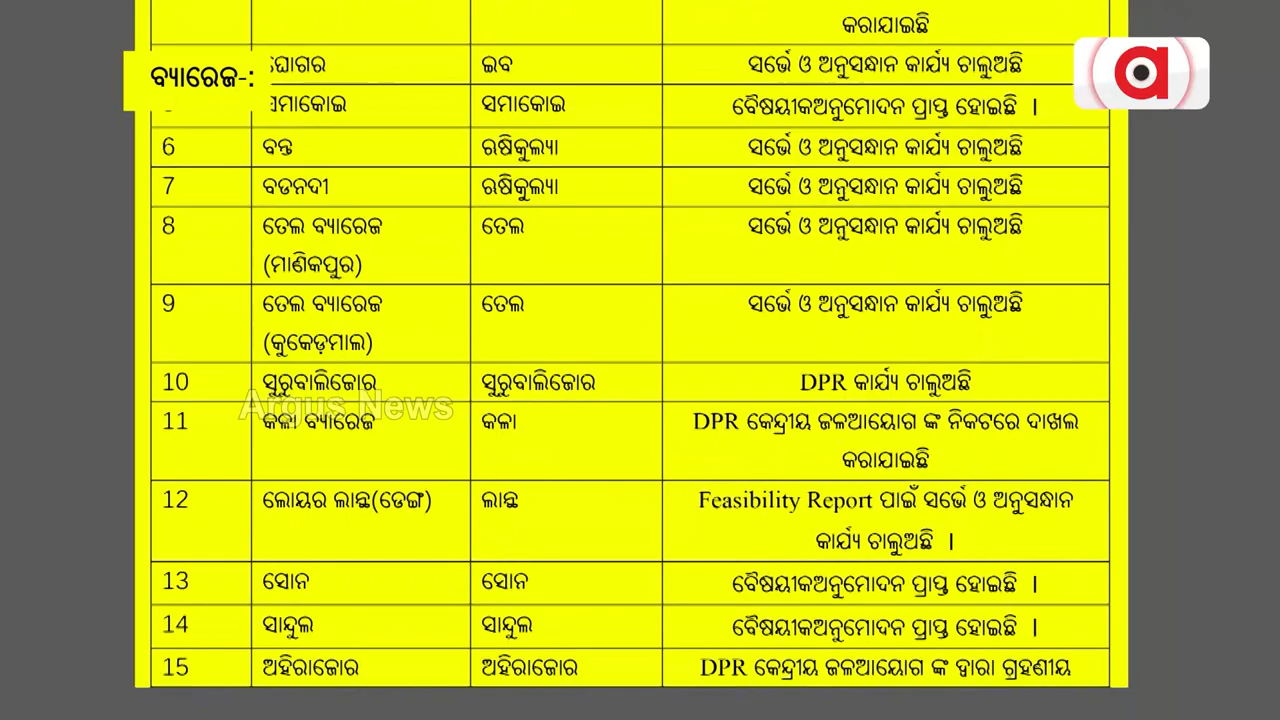 କରାଯାଇଛି
ବ୍ୟାରେଜ-:
ଘୋଗର ଇବ ସର୍ଭେ ଓ ଅନୁସନ୍ଧାନ କାର୍ଯ୍ୟ ଚାଲୁଅଛି
ସମାକୋଇ ସମାକୋଇ ବୈଷୟୀକଅନୁମୋଦନ ପ୍ରାପ୍ତ ହୋଇଛି ।
6 ବନ୍ତ ଋଷିକୁଲ୍ୟା ସର୍ଭେ ଓ ଅନୁସନ୍ଧାନ କାର୍ଯ୍ୟ ଚାଲୁଅଛି
7 ବଡନଦୀ ଋଷିକୁଲ୍ୟା ସର୍ଭେ ଓ ଅନୁସନ୍ଧାନ କାର୍ଯ୍ୟ ଚାଲୁଅଛି
8 ତେଲ ବ୍ୟାରେଜ ତେଲ ସର୍ଭେ ଓ ଅନୁସନ୍ଧାନ କାର୍ଯ୍ୟ ଚାଲୁଅଛି
(ମାଣିକପୁର)
9 ତେଲ ବ୍ୟାରେଜ ତେଲ ସର୍ଭେ ଓ ଅନୁସନ୍ଧାନ କାର୍ଯ୍ୟ ଚାଲୁଅଛି
(କୁକେଡ଼ମାଲ)
10 ସୁରୁବାଲିଜୋର ସୁରୁବାଲିଜୋର DPR କାର୍ଯ୍ୟ ଚାଲୁଅଛି
Argus News
11 କଳା ବ୍ୟାରେଜ କଳା DPR କେନ୍ଦ୍ରୀୟ ଜଳଆୟୋଗ ଙ୍କ ନିକଟରେ ଦାଖଲ
କରାଯାଇଛି
12 ଲୋୟର ଲାନ୍ଥ(ଡେଙ୍ଗ) ଲାନ୍ଥ Feasibility Report ପାଇଁ ସର୍ଭେ ଓ ଅନୁସନ୍ଧାନ
କାର୍ଯ୍ୟ ଚାଲୁଅଛି ।
13 ସୋନ ସୋନ ବୈଷୟୀକଅନୁମୋଦନ ପ୍ରାପ୍ତ ହୋଇଛି ।
14 ସାନ୍ଦୁଲ ସାନ୍ଦୁଲ ବୈଷୟୀକଅନୁମୋଦନ ପ୍ରାପ୍ତ ହୋଇଛି ।
15 ଅହିରାଜୋର ଅହିରାଜୋର DPR କେନ୍ଦ୍ରୀୟ ଜଳଆୟୋଗ ଙ୍କ ଦ୍ଵାରା ଗ୍ରହଣୀୟ